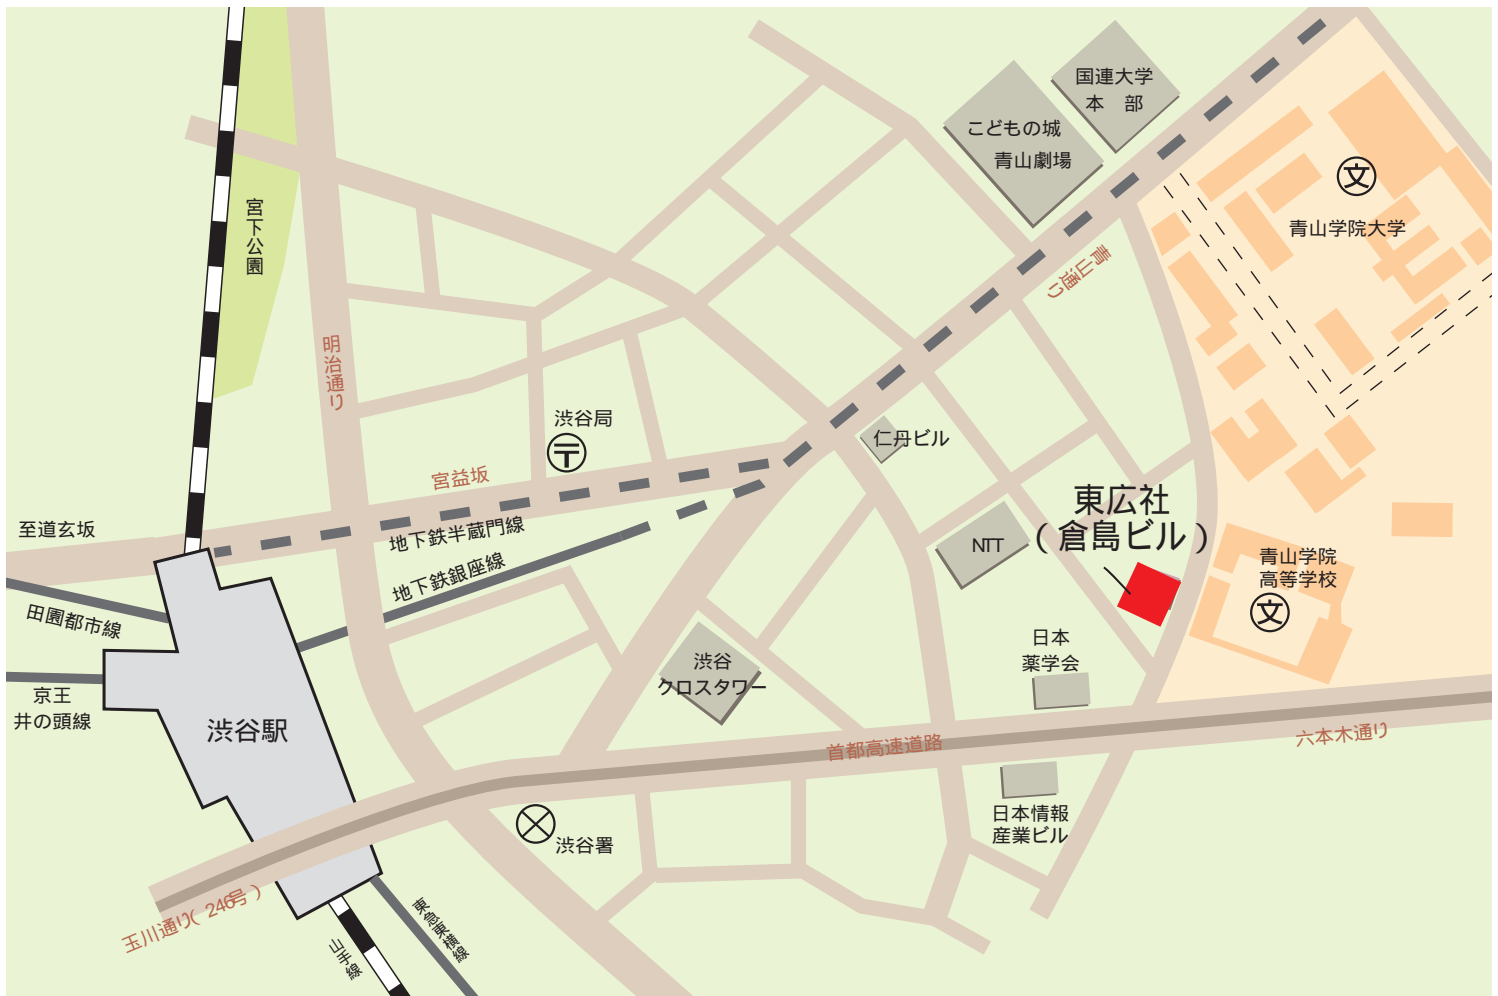 国連大学
本　部
こどもの城
青山劇場
青山学院大学
宮下公園
青山通り
明治通り
渋谷局
仁丹ビル
宮益坂
東広社
（倉島ビル）
至道玄坂
地下鉄半蔵門線
NTT
地下鉄銀座線
青山学院
高等学校
田園都市線
日本
薬学会
渋谷
クロスタワー
京王
井の頭線
渋谷駅
首都高速道路
六本木通り
日本情報
産業ビル
渋谷署
玉川通り（246号）
東急東横線
山手線
文
文